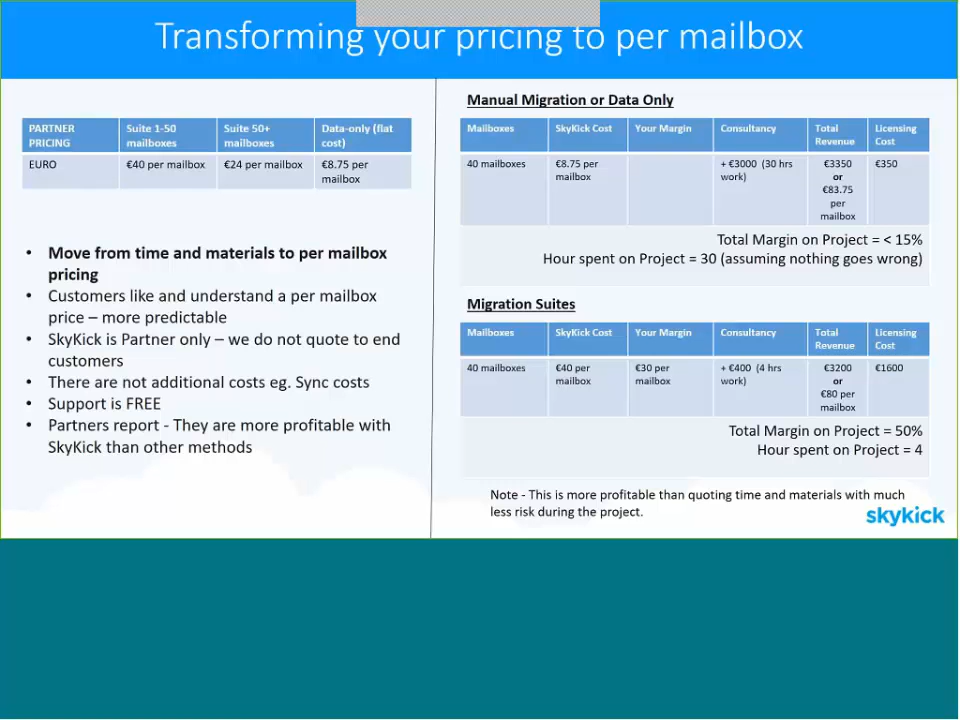 Transforming your pricing to per mailbox
PARTNER PRICING Suite 1-50 mailboxes Suite 50+ mailboxes Data-only (flat cost)
EURO €40 per mailbox €24 per mailbox €8.75 per mailbox
• Move from time and materials to per mailbox
pricing
• Customers like and understand a per mailbox
price – more predictable
• SkyKick is Partner only – we do not quote to end
customers
• There are not additional costs eg. Sync costs
• Support is FREE
• Partners report - They are more profitable with
SkyKick than other methods
Manual Migration or Data Only
Mailboxes SkyKick Cost Your Margin Consultancy Total Revenue Licensing Cost
40 mailboxes €8.75 per mailbox + €3000 (30 hrs work) €3350 or €83.75 per mailbox €350
Total Margin on Project = < 15%
Hour spent on Project = 30 (assuming nothing goes wrong)
Migration Suites
Mailboxes SkyKick Cost Your Margin Consultancy Total Revenue Licensing Cost
40 mailboxes €40 per mailbox €30 per mailbox + €400 (4 hrs work) €3200 or €80 per mailbox €1600
Total Margin on Project = 50%
Hour spent on Project = 4
Note - This is more profitable than quoting time and materials with much
less risk during the project.
skykick